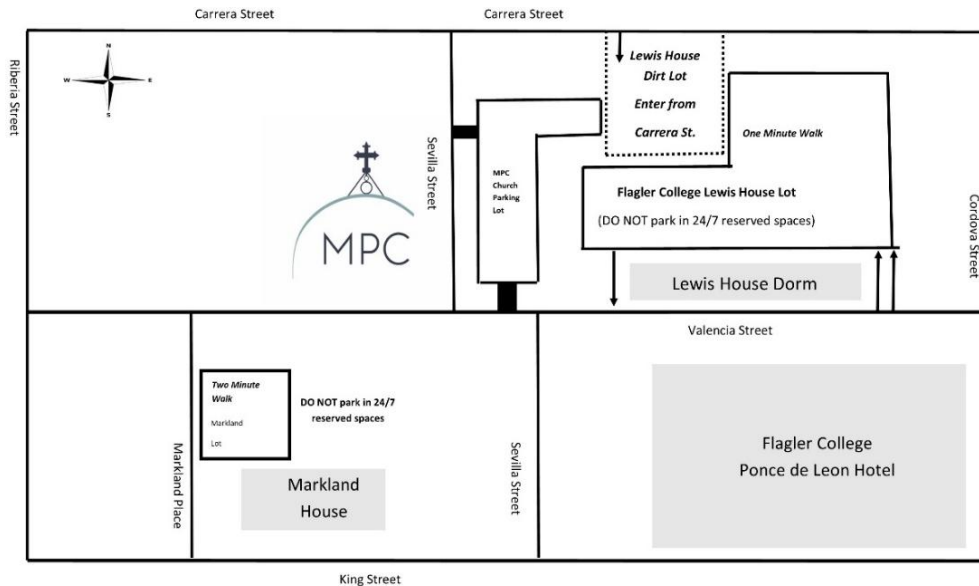 Carrera Street
Carrera Street
Riberia Street
N
W
E
S
MPC
Sevilla Street
MPC
Church
Parking
Lot
Lewis House
Dirt Lot
Enter from
Carrera St.
One Minute Walk
Flagler College Lewis House Lot
(DO NOT park in 24/7 reserved spaces)
Cordova Street
Lewis House Dorm
Valencia Street
Two Minute
Walk
Markland
Lot
DO NOT park in 24/7
reserved spaces
Markland Place
Markland
House
Sevilla Street
Flagler College
Ponce de Leon Hotel
King Street